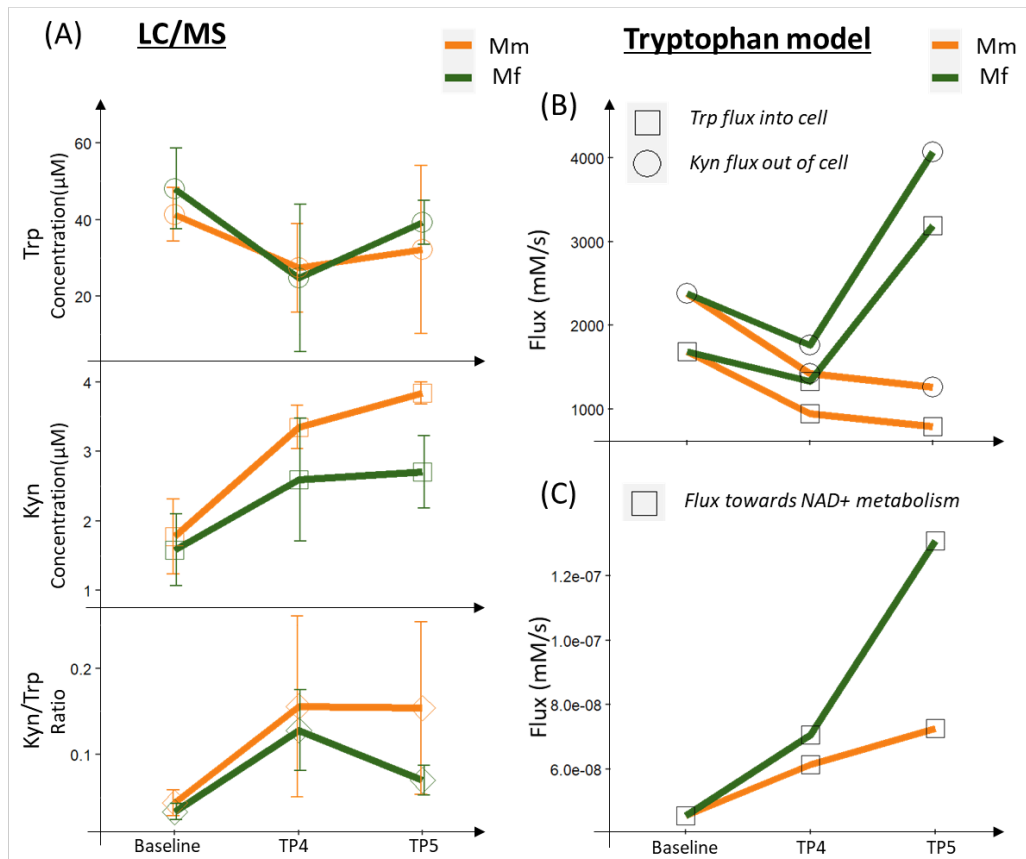 (A)
LC/MS
Mm
Mf
Trp
Concentration(µM)
60
40
20
Kyn
Concentration(µM)
4
3
2
1
Kyn/Trp
Ratio
0.2
0.1
Baseline
TP4
TP5
Tryptophan model
Mm
Mf
(B)
Trp flux into cell
Kyn flux out of cell
Flux (mM/s)
4000
3000
2000
1000
(C)
Flux towards NAD+ metabolism
Flux (mM/s)
1.2e-07
1.0e-07
8.0e-08
6.0e-08
Baseline
TP4
TP5